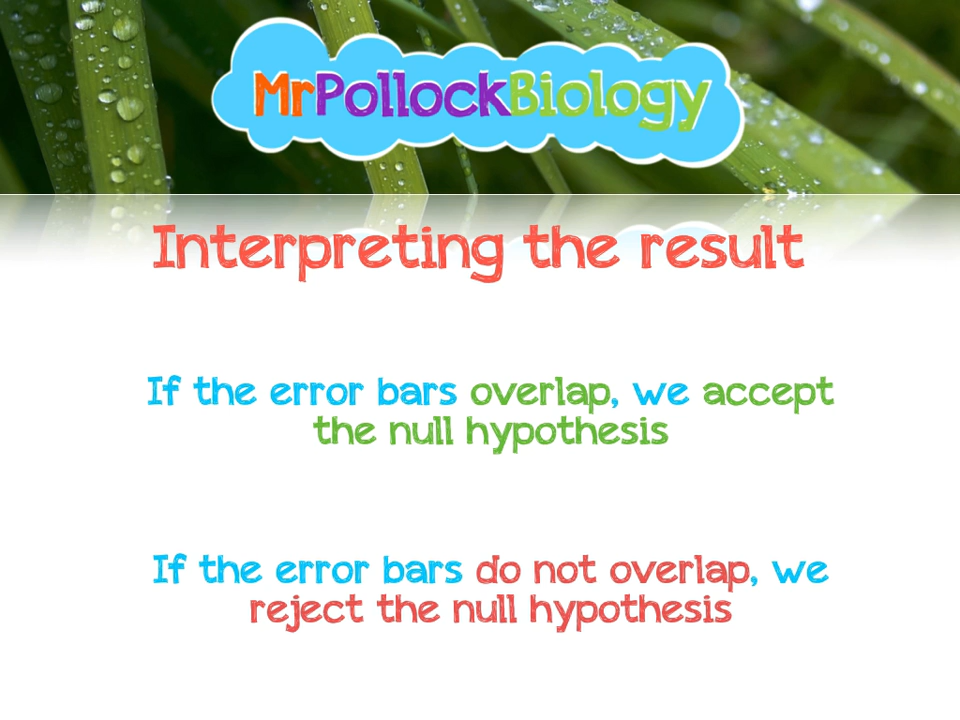 MrPollockBiology
Interpreting the result
If the error bars overlap, we accept
the null hypothesis
If the error bars do not overlap, we
reject the null hypothesis